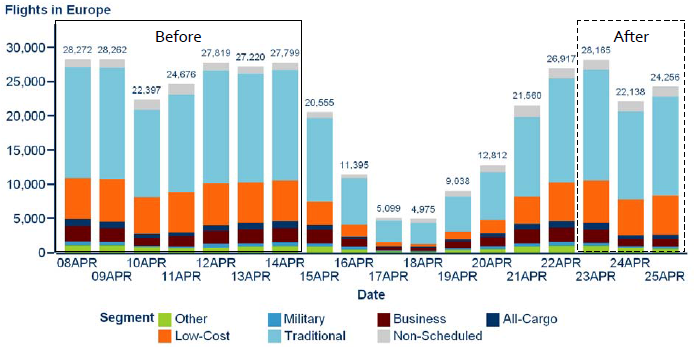 Flights in Europe
Before
After
30,000
25,000
20,000
15,000
10,000
5,000
0
28,272
28,262
22,397
24,676
27,819
27,220
27,799
20,555
11,395
5,099
4,975
9,038
12,812
21,560
26,917
28,165
22,138
24,256
08APR
09APR
10APR
11APR
12APR
13APR
14APR
15APR
16APR
17APR
18APR
19APR
20APR
21APR
22APR
23APR
24APR
25APR
Date
Segment Other Military Business All-Cargo
Low-Cost Traditional Non-Scheduled